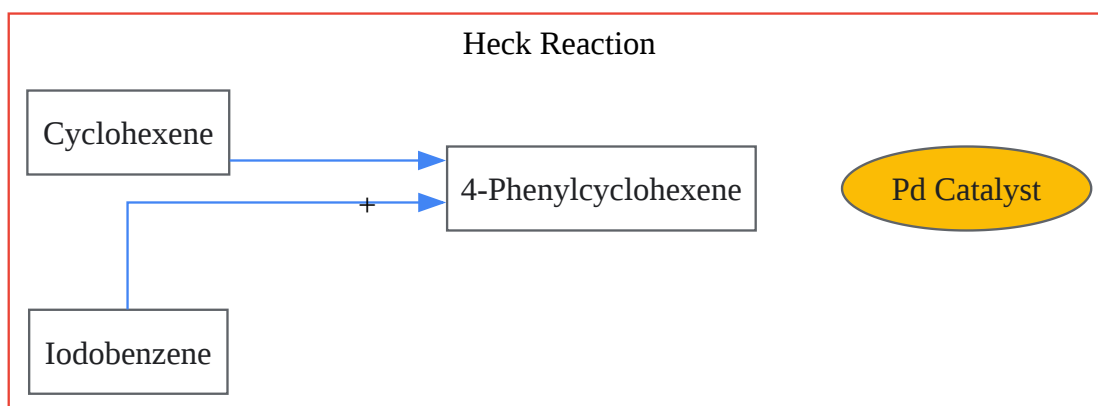 Heck Reaction
Cyclohexene
4-Phenylcyclohexene
Pd Catalyst
+
Iodobenzene